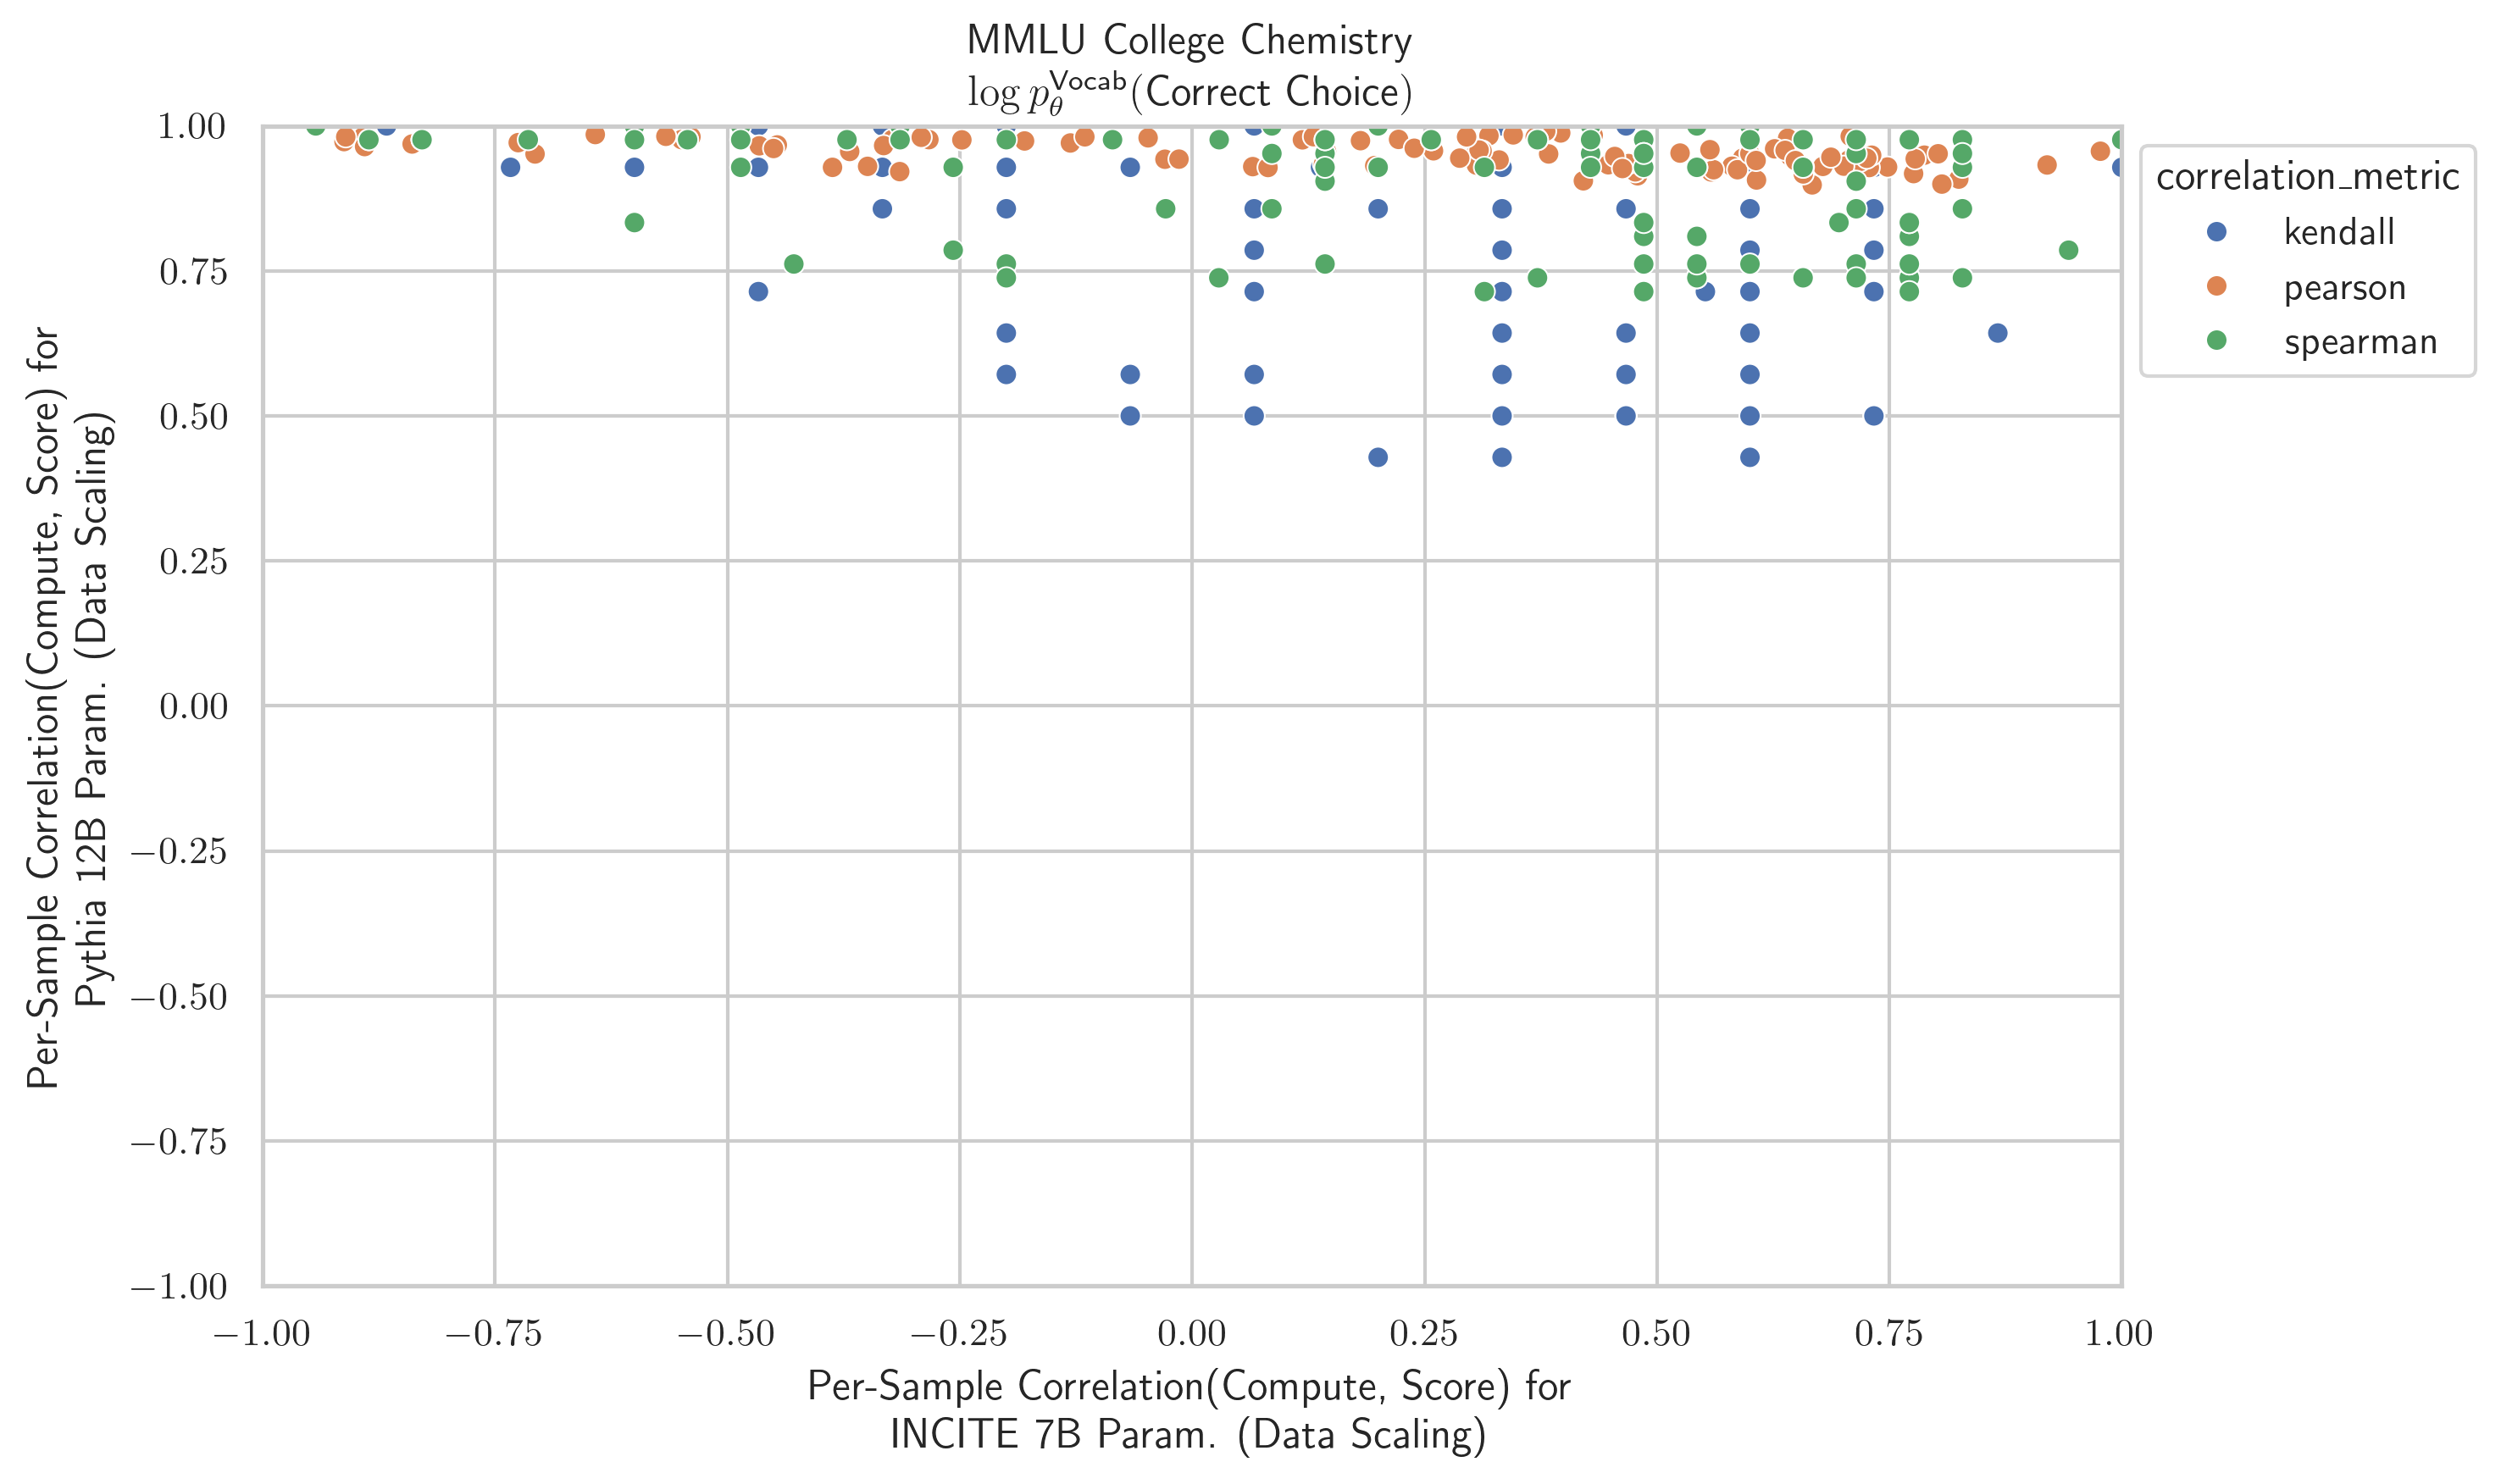 MMLU College Chemistry
log p_θ^Vocab(Correct Choice)
Per-Sample Correlation(Compute, Score) for
Pythia 12B Param. (Data Scaling)
1.00
0.75
0.50
0.25
0.00
−0.25
−0.50
−0.75
−1.00
−1.00 −0.75 −0.50 −0.25 0.00 0.25 0.50 0.75 1.00
Per-Sample Correlation(Compute, Score) for
INCITE 7B Param. (Data Scaling)
correlation_metric
kendall
pearson
spearman